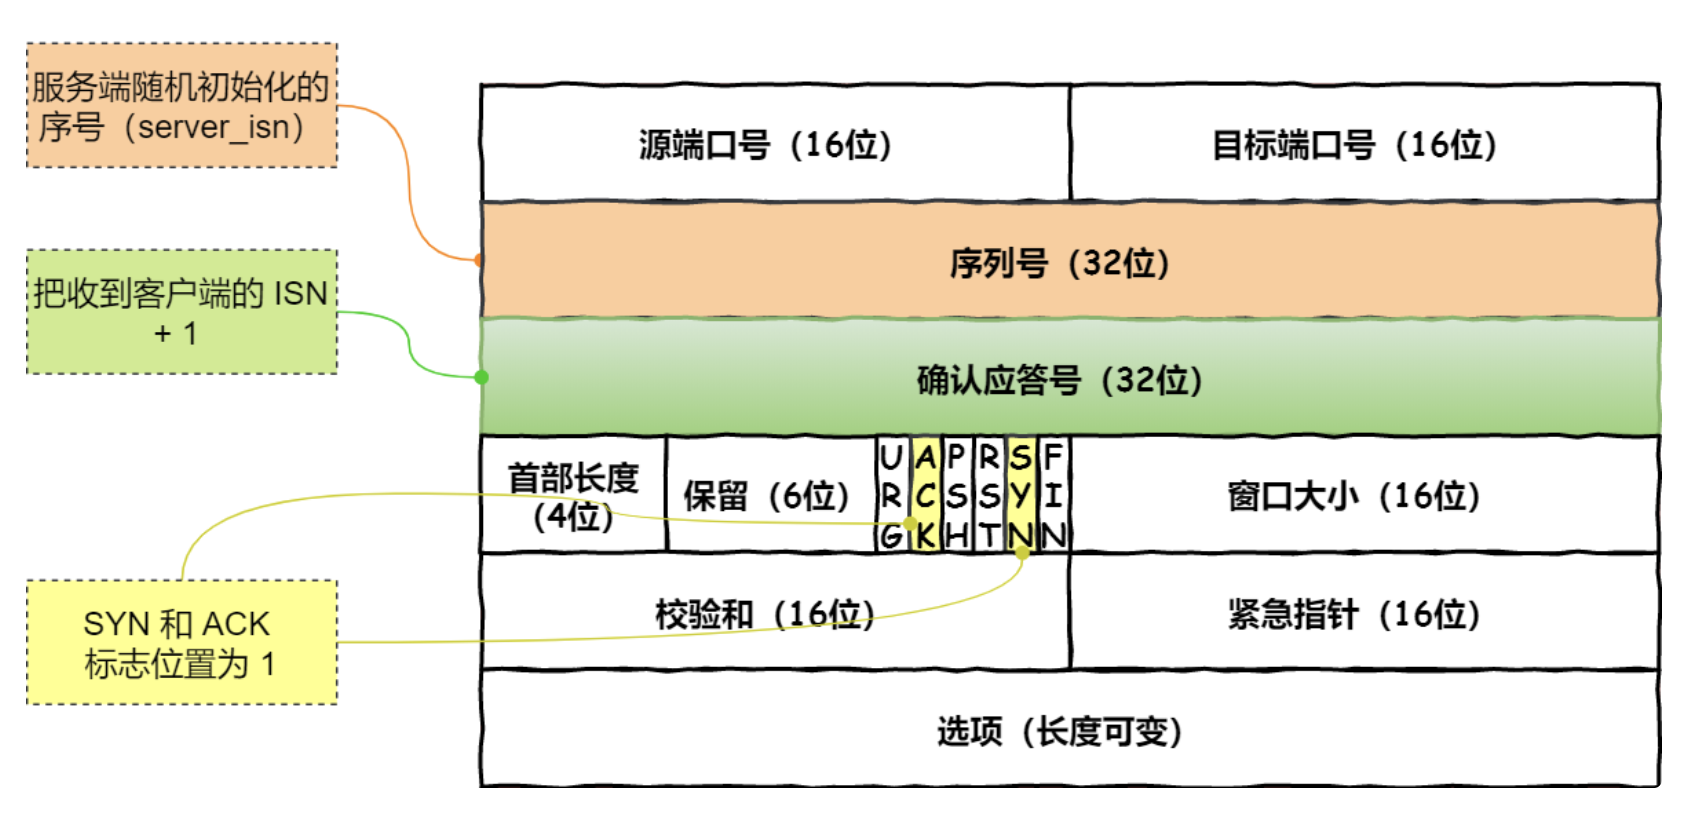 服务端随机初始化的
序号（server_isn）
源端口号（16位）
目标端口号（16位）
序列号（32位）
把收到客户端的 ISN
+ 1
确认应答号（32位）
首部长度
(4位)
保留（6位）
URG
ACK
PSH
RST
SYN
FIN
窗口大小（16位）
SYN 和 ACK
标志位置为 1
校验和（16位）
紧急指针（16位）
选项（长度可变）